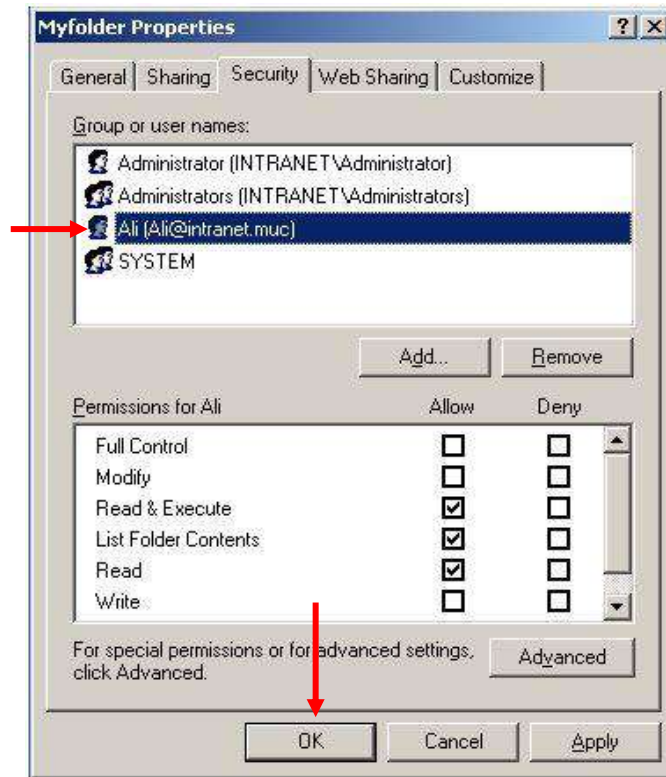 Myfolder Properties
General Sharing Security Web Sharing Customize
Group or user names:
Administrator (INTRANET\Administrator)
Administrators (INTRANET\Administrators)
Ali (Ali@intranet.muc)
SYSTEM
Add... Remove
Permissions for Ali Allow Deny
Full Control
Modify
Read & Execute
List Folder Contents
Read
Write
For special permissions or for advanced settings,
click Advanced.
Advanced
OK Cancel Apply